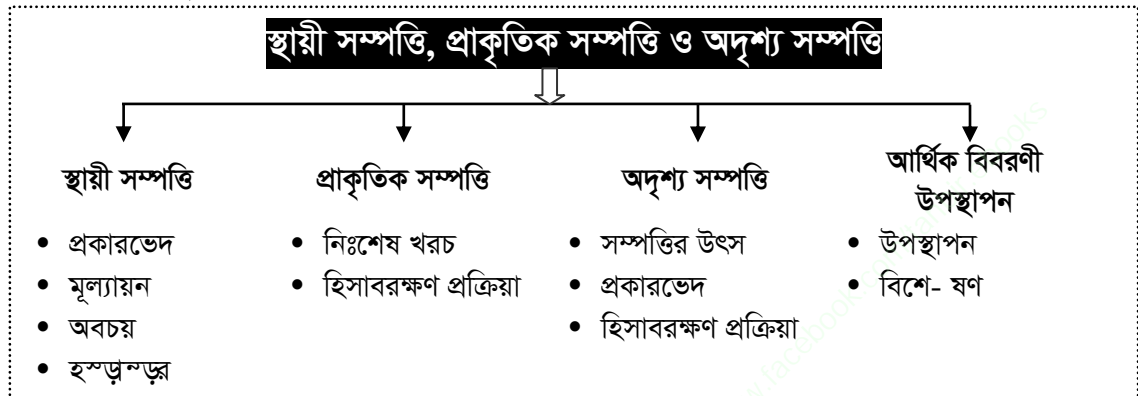 স্থায়ী সম্পত্তি, প্রাকৃতিক সম্পত্তি ও অদৃশ্য সম্পত্তি
স্থায়ী সম্পত্তি
• প্রকারভেদ
• মূল্যায়ন
• অবচয়
• হস্ড়ান্ড়র
প্রাকৃতিক সম্পত্তি
• নিঃশেষ খরচ
• হিসাবরক্ষণ প্রক্রিয়া
অদৃশ্য সম্পত্তি
• সম্পত্তির উৎস
• প্রকারভেদ
• হিসাবরক্ষণ প্রক্রিয়া
আর্থিক বিবরণী
উপস্থাপন
• উপস্থাপন
• বিশে- ষণ